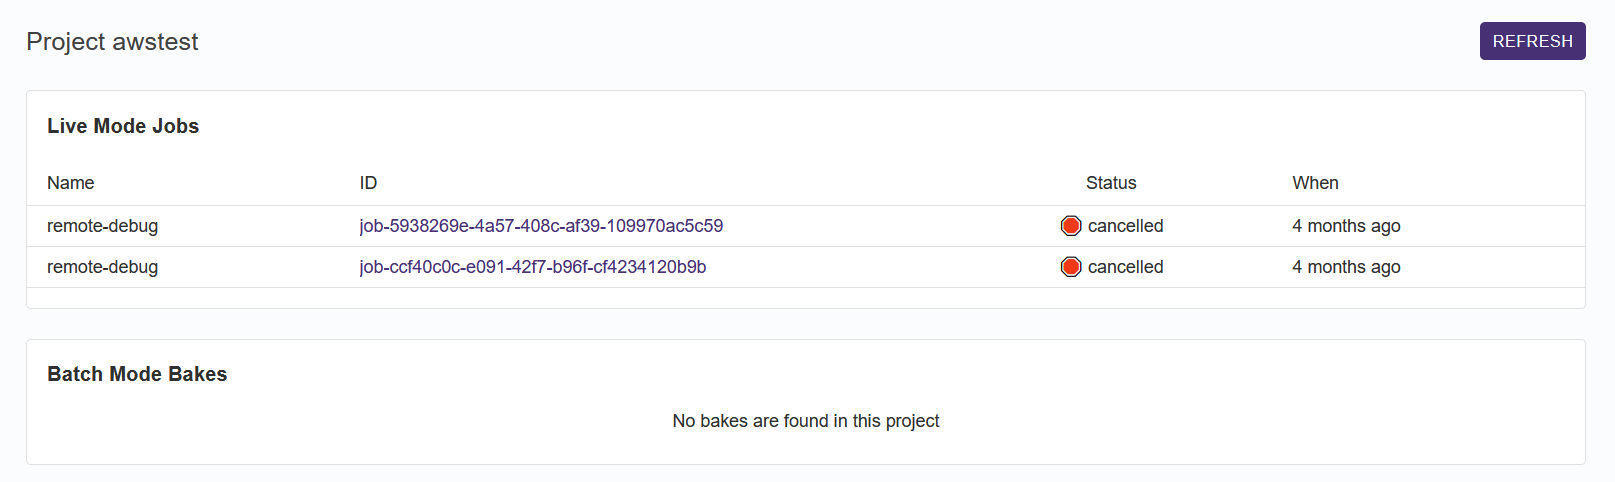 Project awstest
REFRESH
Live Mode Jobs
Name ID Status When
remote-debug job-5938269e-4a57-408c-af39-109970ac5c59 cancelled 4 months ago
remote-debug job-ccf40c0c-e091-42f7-b96f-cf4234120b9b cancelled 4 months ago
Batch Mode Bakes
No bakes are found in this project